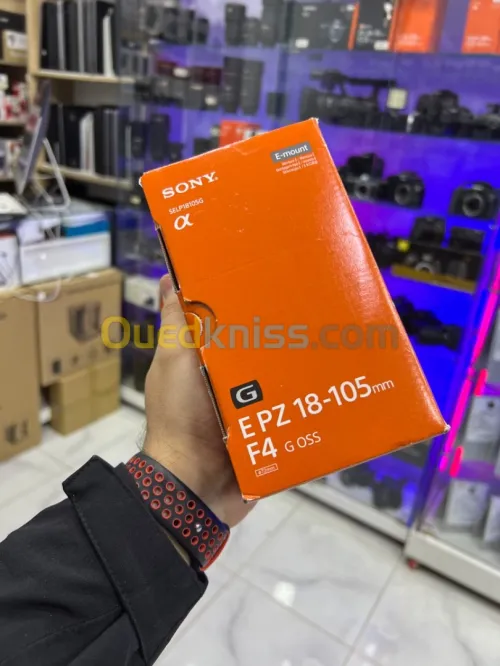 SONY
SELP18105G
α
E-mount
Ouedkniss.com
G
E PZ 18-105mm
F4 G OSS